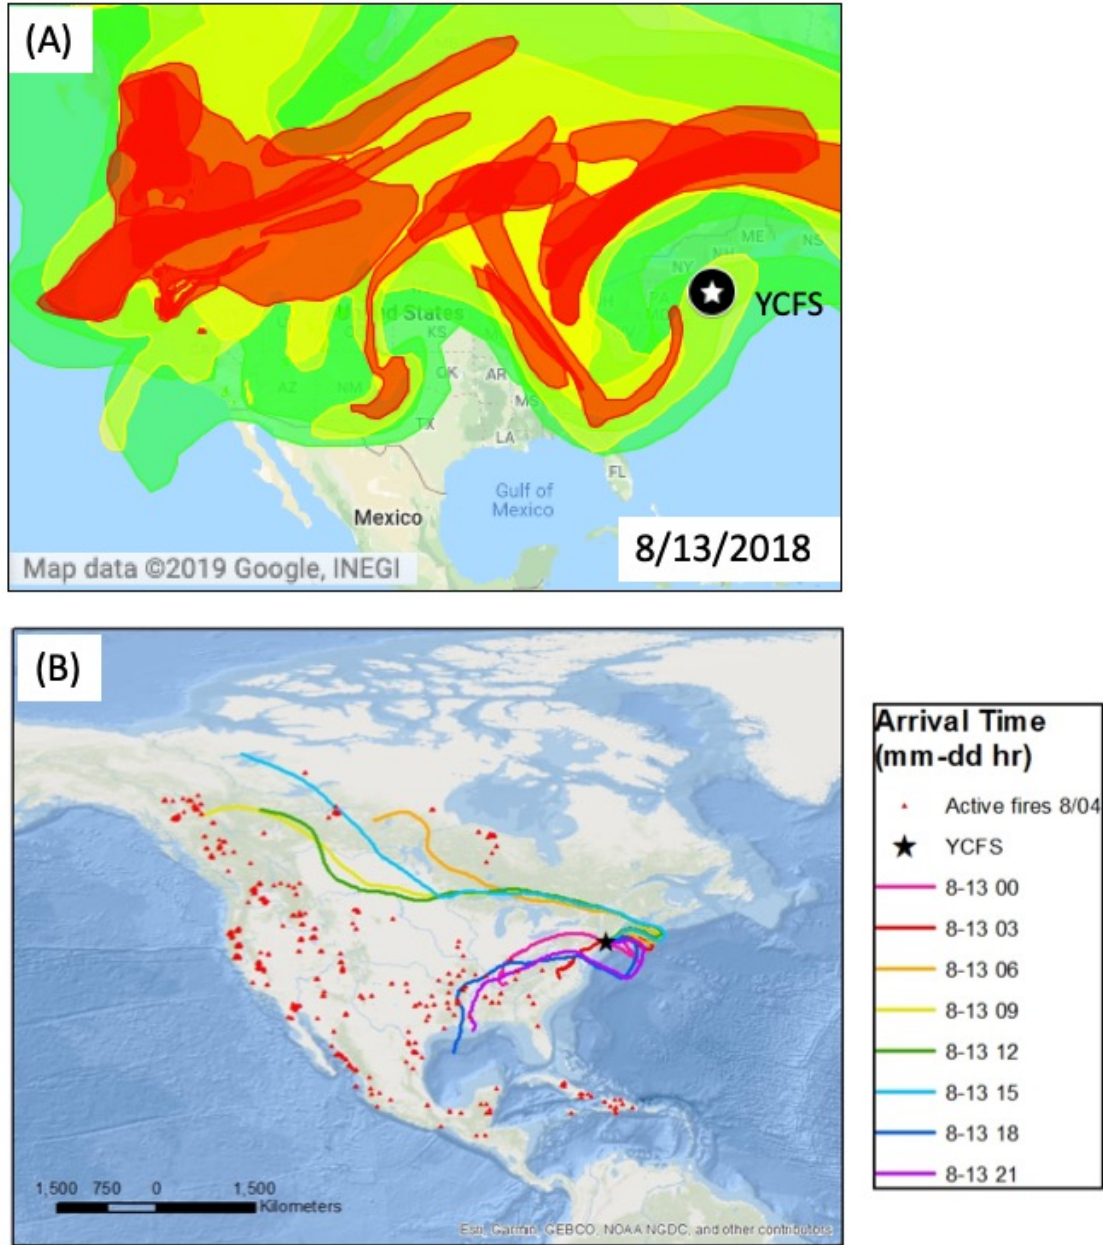 (A)
ME
NS
NY
NH
PA
YCFS
United States
KS
AZ
NM
OK
AR
MS
TX
LA
FL
Gulf of
Mexico
Mexico
8/13/2018
Map data ©2019 Google, INEGI
(B)
Arrival Time
(mm-dd hr)
Active fires 8/04
YCFS
8-13 00
8-13 03
8-13 06
8-13 09
8-13 12
8-13 15
8-13 18
8-13 21
1,500 750 0 1,500
Kilometers
Esri, Garmin, GEBCO, NOAA NGDC, and other contributors